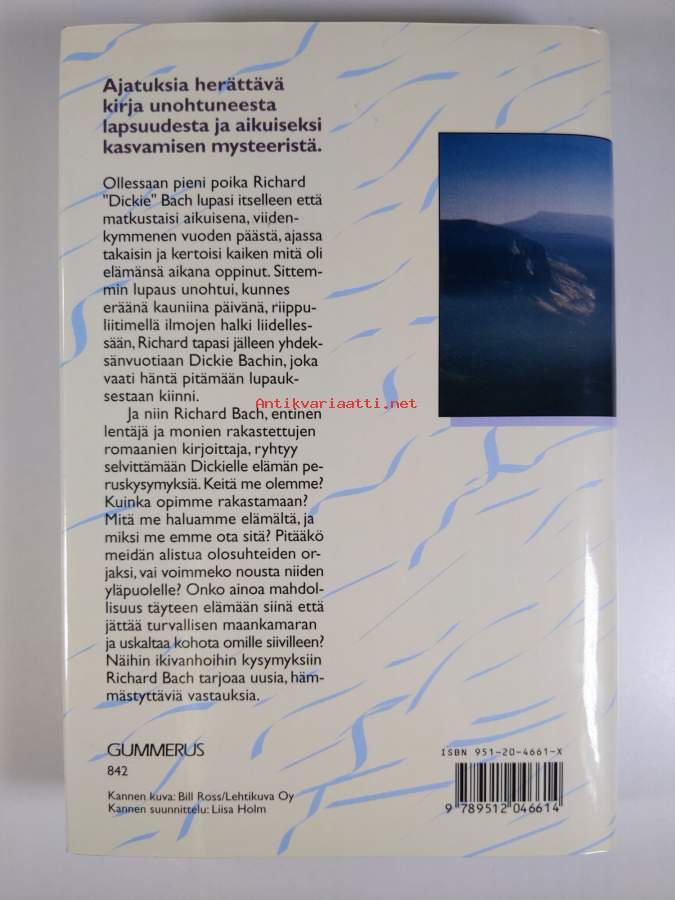 Ajatuksia herättävä
kirja unohtuneesta
lapsuudesta ja aikuiseksi
kasvamisen mysteeristä.
Ollessaan pieni poika Richard
"Dickie" Bach lupasi itselleen että
matkustaisi aikuisena, viiden-
kymmenen vuoden päästä, ajassa
takaisin ja kertoisi kaiken mitä oli
elämänsä aikana oppinut. Sittem-
min lupaus unohtui, kunnes
eräänä kauniina päivänä, riippu-
liitimellä ilmojen halki liidelles-
sään, Richard tapasi jälleen yhdek-
sänvuotiaan Dickie Bachin, joka
vaati häntä pitämään lupauk-
sestaan kiinni.
Antikvariaatti.net
Ja niin Richard Bach, entinen
lentäjä ja monien rakastettujen
romaanien kirjoittaja, ryhtyy
selvittämään Dickielle elämän pe-
ruskysymyksiä. Keitä me olemme?
Kuinka opimme rakastamaan?
Mitä me haluamme elämältä, ja
miksi me emme ota sitä? Pitääkö
meidän alistua olosuhteiden or-
jaksi, vai voimmeko nousta niiden
yläpuolelle? Onko ainoa mahdol-
lisuus täyteen elämään siinä että
jättää turvallisen maankamaran
ja uskaltaa kohota omille siivilleen?
Näihin ikivanhoihin kysymyksiin
Richard Bach tarjoaa uusia, häm-
mästyttäviä vastauksia.
GUMMERUS
842
Kannen kuva: Bill Ross/Lehtikuva Oy
Kannen suunnittelu: Liisa Holm
ISBN 951-20-4661-X
9 789512 046614